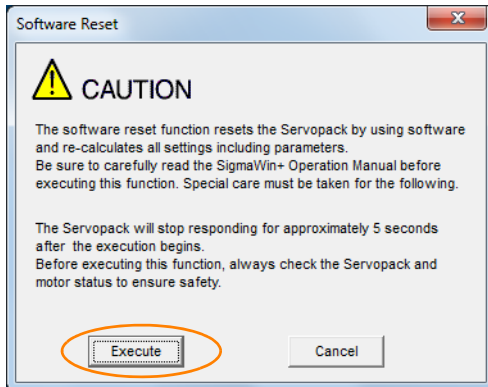 Software Reset
CAUTION
The software reset function resets the Servopack by using software
and re-calculates all settings including parameters.
Be sure to carefully read the SigmaWin+ Operation Manual before
executing this function. Special care must be taken for the following.
The Servopack will stop responding for approximately 5 seconds
after the execution begins.
Before executing this function, always check the Servopack and
motor status to ensure safety.
Execute
Cancel